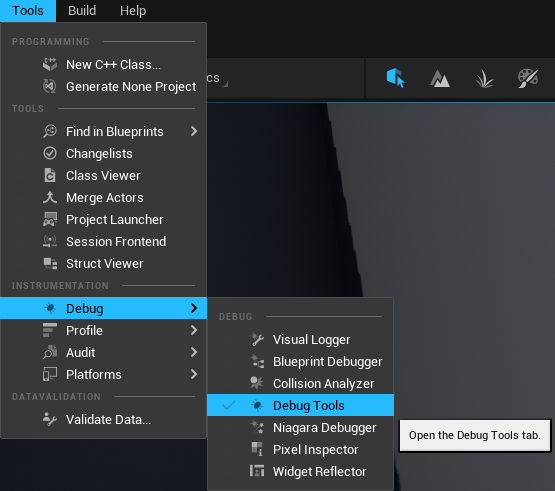 Tools Build Help
PROGRAMMING
New C++ Class...
Generate None Project
TOOLS
cs
Find in Blueprints
Changelists
Class Viewer
Merge Actors
Project Launcher
Session Frontend
Struct Viewer
INSTRUMENTATION
Debug
Profile
Audit
Platforms
DATAVALIDATION
Validate Data...
DEBUG
Visual Logger
Blueprint Debugger
Collision Analyzer
Debug Tools
Niagara Debugger
Pixel Inspector
Widget Reflector
Open the Debug Tools tab.